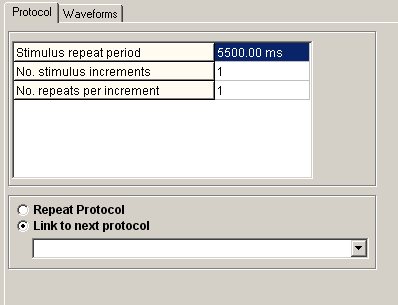 Protocol Waveforms
Stimulus repeat period 5500.00 ms
No. stimulus increments 1
No. repeats per increment 1
Repeat Protocol
Link to next protocol